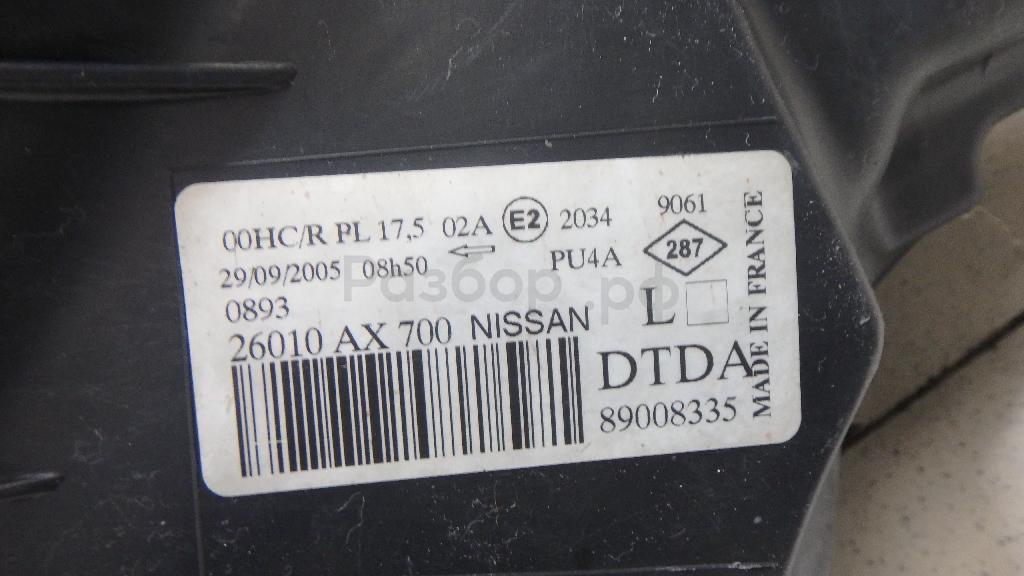 00HC/R PL 17,5 02A E2 2034
9061
29/09/2005 08h50
PU4A
287
0893
L
26010 AX 700 NISSAN
DTDA
89008335
MADE IN FRANCE
Разбор.рф